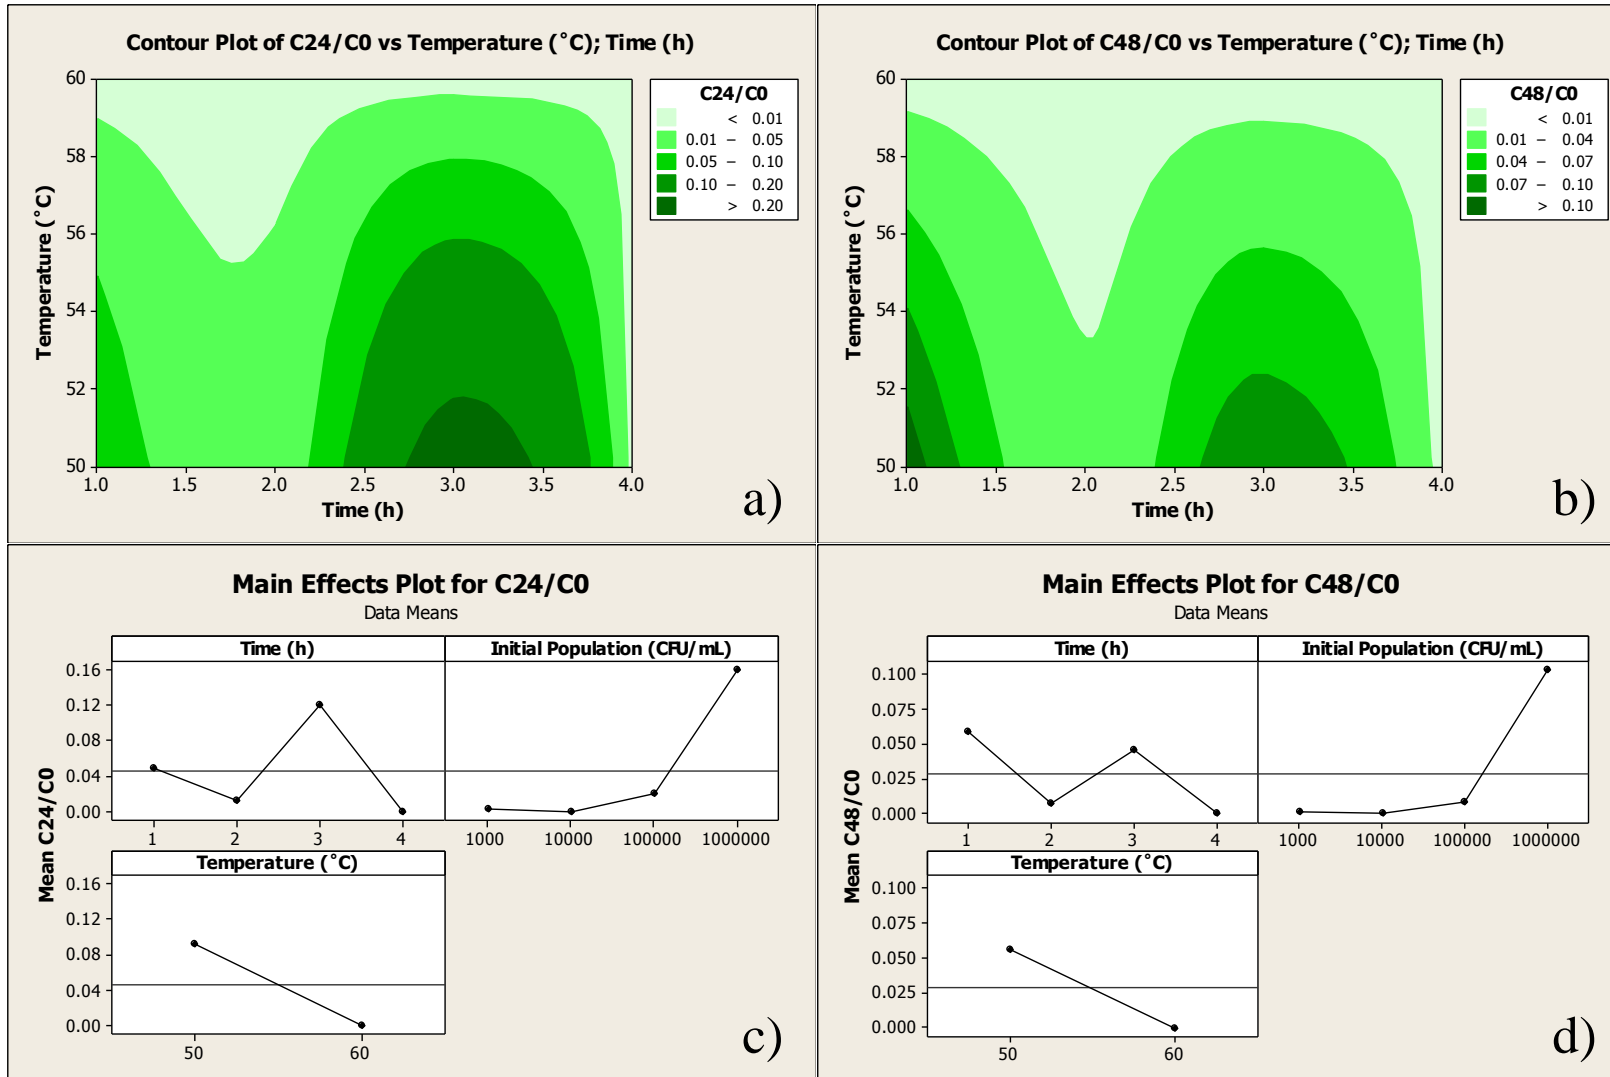 Contour Plot of C24/C0 vs Temperature (˚C); Time (h)
Temperature (˚C)
60
58
56
54
52
50
1.0 1.5 2.0 2.5 3.0 3.5 4.0
Time (h)
C24/C0
< 0.01
0.01 – 0.05
0.05 – 0.10
0.10 – 0.20
> 0.20
a)
Contour Plot of C48/C0 vs Temperature (˚C); Time (h)
Temperature (˚C)
60
58
56
54
52
50
1.0 1.5 2.0 2.5 3.0 3.5 4.0
Time (h)
C48/C0
< 0.01
0.01 – 0.04
0.04 – 0.07
0.07 – 0.10
> 0.10
b)
Main Effects Plot for C24/C0
Data Means
Mean C24/C0
Time (h) Initial Population (CFU/mL)
0.16
0.12
0.08
0.04
0.00
1 2 3 4 1000 10000 100000 1000000
Temperature (˚C)
0.16
0.12
0.08
0.04
0.00
50 60
c)
Main Effects Plot for C48/C0
Data Means
Mean C48/C0
Time (h) Initial Population (CFU/mL)
0.100
0.075
0.050
0.025
0.000
1 2 3 4 1000 10000 100000 1000000
Temperature (˚C)
0.100
0.075
0.050
0.025
0.000
50 60
d)